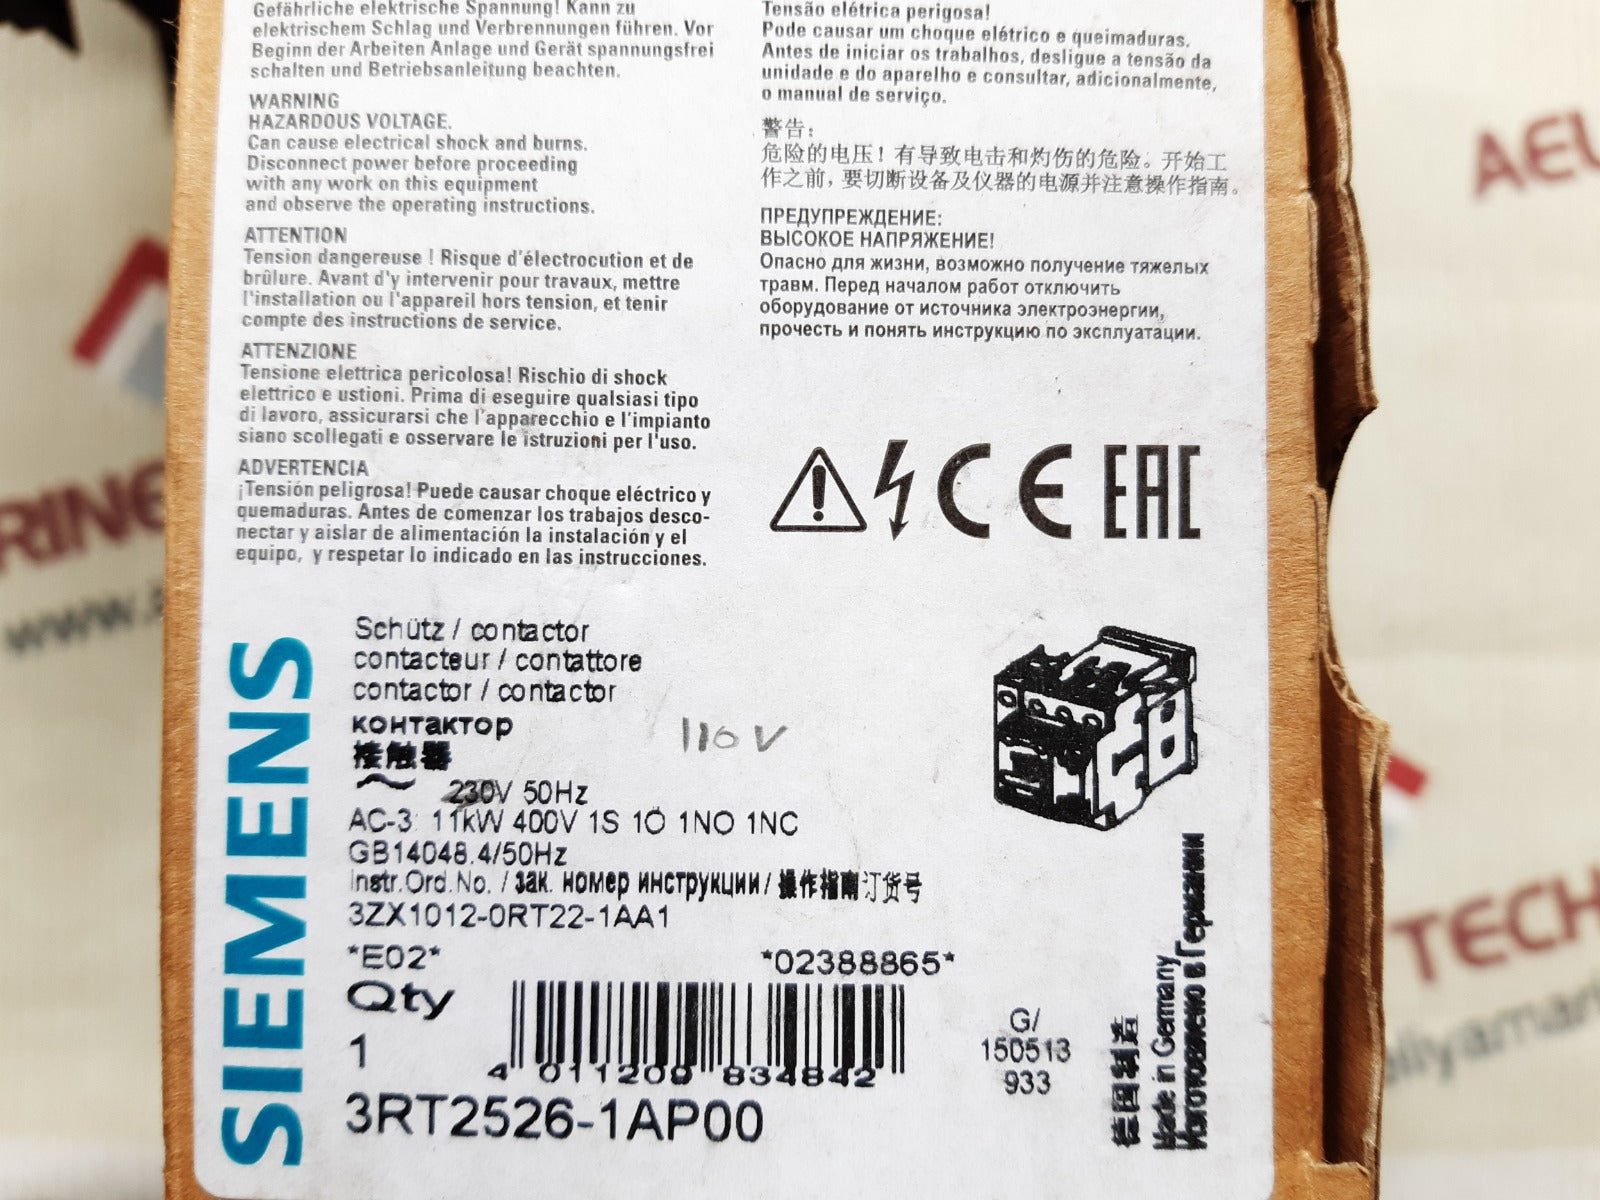 Gefährliche elektrische Spannung! Kann zu
elektrischem Schlag und Verbrennungen führen. Vor
Beginn der Arbeiten Anlage und Gerät spannungsfrei
schalten und Betriebsanleitung beachten.
WARNING
HAZARDOUS VOLTAGE.
Can cause electrical shock and burns.
Disconnect power before proceeding
with any work on this equipment
and observe the operating instructions.
ATTENTION
Tension dangereuse ! Risque d'électrocution et de
brûlure. Avant d'y intervenir pour travaux, mettre
l'installation ou l'appareil hors tension, et tenir
compte des instructions de service.
ATTENZIONE
Tensione elettrica pericolosa! Rischio di shock
elettrico e ustioni. Prima di eseguire qualsiasi tipo
di lavoro, assicurarsi che l'apparecchio e l'impianto
siano scollegati e osservare le istruzioni per l'uso.
ADVERTENCIA
¡Tensión peligrosa! Puede causar choque eléctrico y
quemaduras. Antes de comenzar los trabajos desco-
nectar y aislar de alimentación la instalación y el
equipo, y respetar lo indicado en las instrucciones.
Tensão elétrica perigosa!
Pode causar um choque elétrico e queimaduras.
Antes de iniciar os trabalhos, desligue a tensão da
unidade e do aparelho e consultar, adicionalmente,
o manual de serviço.
警告:
危险的电压! 有导致电击和灼伤的危险。开始工
作之前, 要切断设备及仪器的电源并注意操作指南。
ПРЕДУПРЕЖДЕНИЕ:
ВЫСОКОЕ НАПРЯЖЕНИЕ!
Опасно для жизни, возможно получение тяжелых
травм. Перед началом работ отключить
оборудование от источника электроэнергии,
прочесть и понять инструкцию по эксплуатации.
CE EAC
SIEMENS
Schütz / contactor
contacteur / contattore
contactor / contactor
контактор
接触器
110V
~ 230V 50Hz
AC-3: 11kW 400V 1S 1Ö 1NO 1NC
GB14048.4/50Hz
Instr.Ord.No. / зак. номер инструкции / 操作指南订货号
3ZX1012-0RT22-1AA1
*E02* *02388865*
Qty
1
4 011209 834842
3RT2526-1AP00
G/
150513
933
德国制造
Made in Germany
Изготовлено в Германии
AEL
TECH
RINE
www.
eliyamar